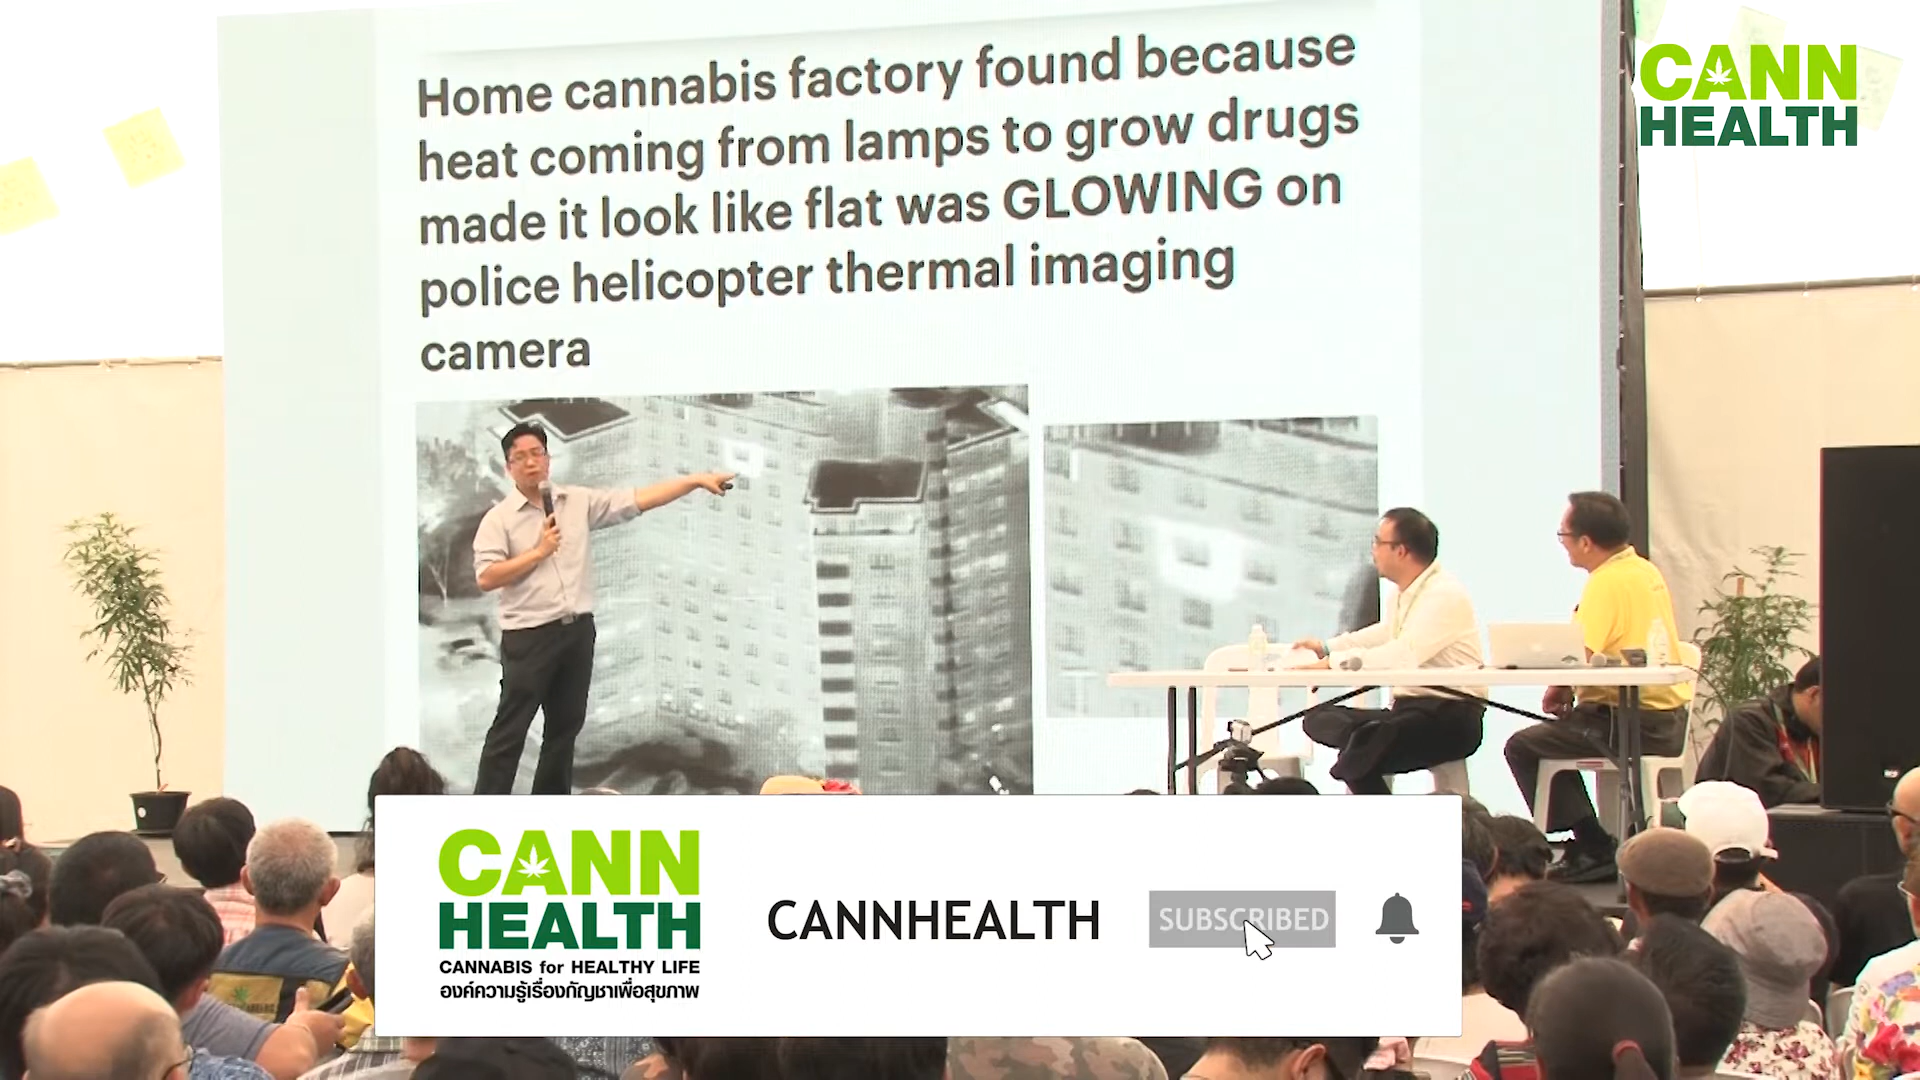 Home cannabis factory found because
heat coming from lamps to grow drugs
made it look like flat was GLOWING on
police helicopter thermal imaging
camera
CANN
HEALTH
CANN
HEALTH
CANNABIS for HEALTHY LIFE
องค์ความรู้เรื่องกัญชาเพื่อสุขภาพ
CANNHEALTH
SUBSCRIBED